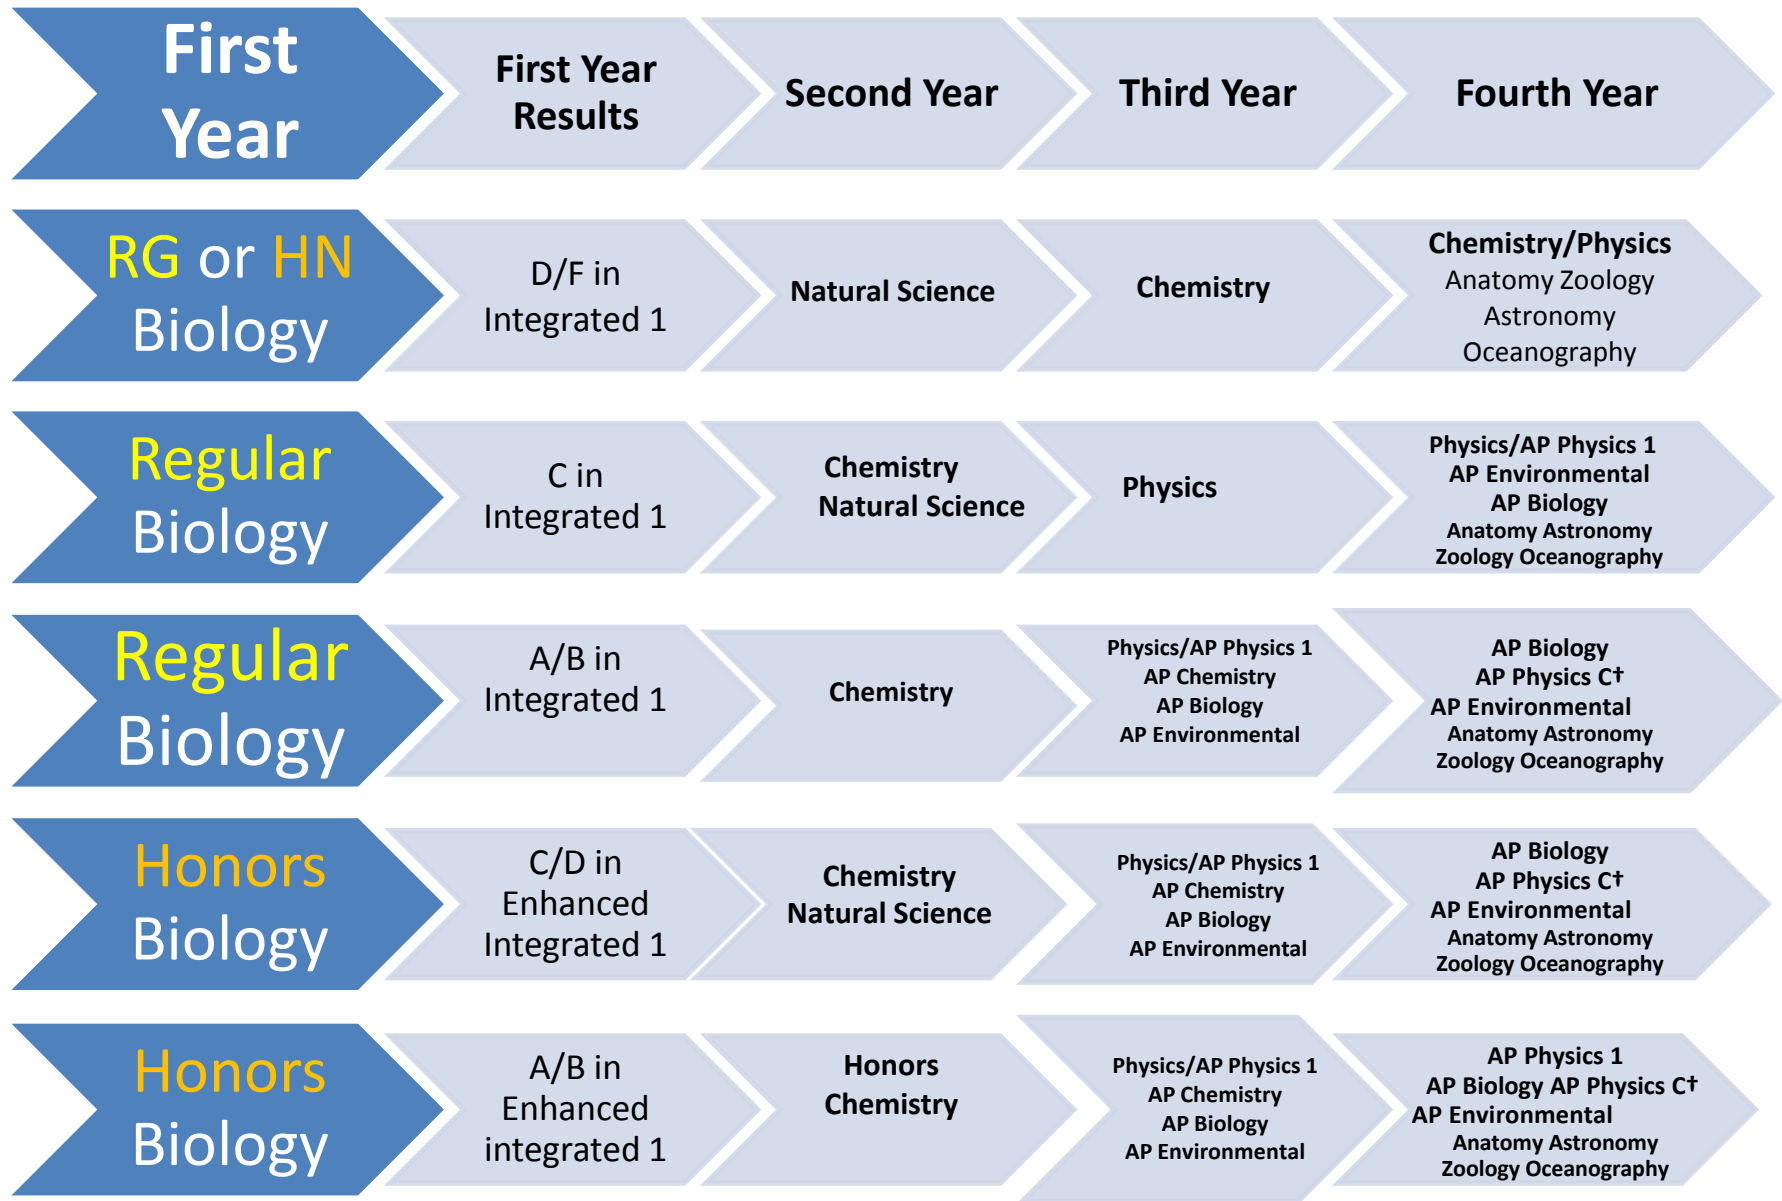 First
Year
First Year
Results
Second Year
Third Year
Fourth Year
RG or HN
Biology
D/F in
Integrated 1
Natural Science
Chemistry
Chemistry/Physics
Anatomy Zoology
Astronomy
Oceanography
Regular
Biology
C in
Integrated 1
Chemistry
Natural Science
Physics
Physics/AP Physics 1
AP Environmental
AP Biology
Anatomy Astronomy
Zoology Oceanography
Regular
Biology
A/B in
Integrated 1
Chemistry
Physics/AP Physics 1
AP Chemistry
AP Biology
AP Environmental
AP Biology
AP Physics C†
AP Environmental
Anatomy Astronomy
Zoology Oceanography
Honors
Biology
C/D in
Enhanced
Integrated 1
Chemistry
Natural Science
Physics/AP Physics 1
AP Chemistry
AP Biology
AP Environmental
AP Biology
AP Physics C†
AP Environmental
Anatomy Astronomy
Zoology Oceanography
Honors
Biology
A/B in
Enhanced
integrated 1
Honors
Chemistry
Physics/AP Physics 1
AP Chemistry
AP Biology
AP Environmental
AP Physics 1
AP Biology AP Physics C†
AP Environmental
Anatomy Astronomy
Zoology Oceanography